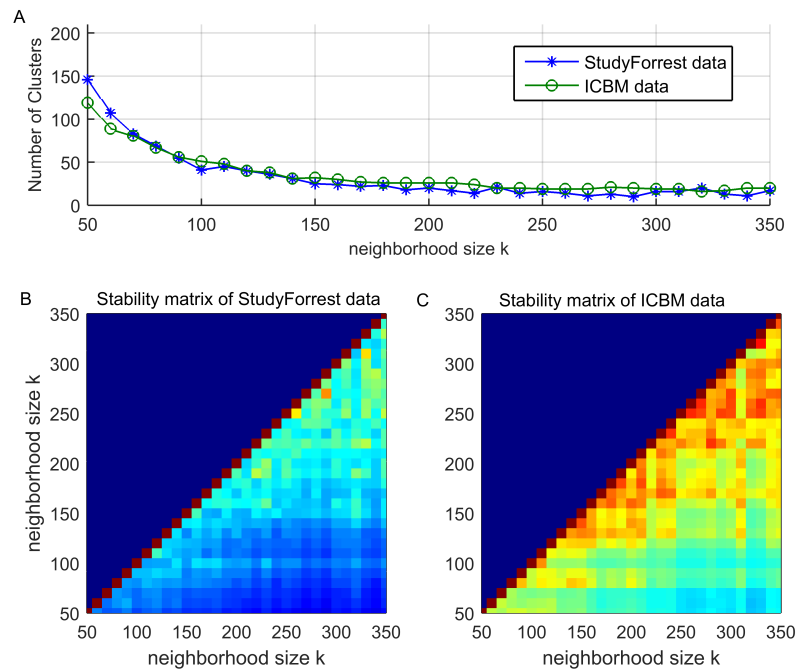 A
Number of Clusters
200
150
100
50
0
StudyForrest data
ICBM data
50 100 150 200 250 300 350
neighborhood size k
B
Stability matrix of StudyForrest data
neighborhood size k
350
300
250
200
150
100
50
50 100 150 200 250 300 350
neighborhood size k
C
Stability matrix of ICBM data
350
300
250
200
150
100
50
50 100 150 200 250 300 350
neighborhood size k